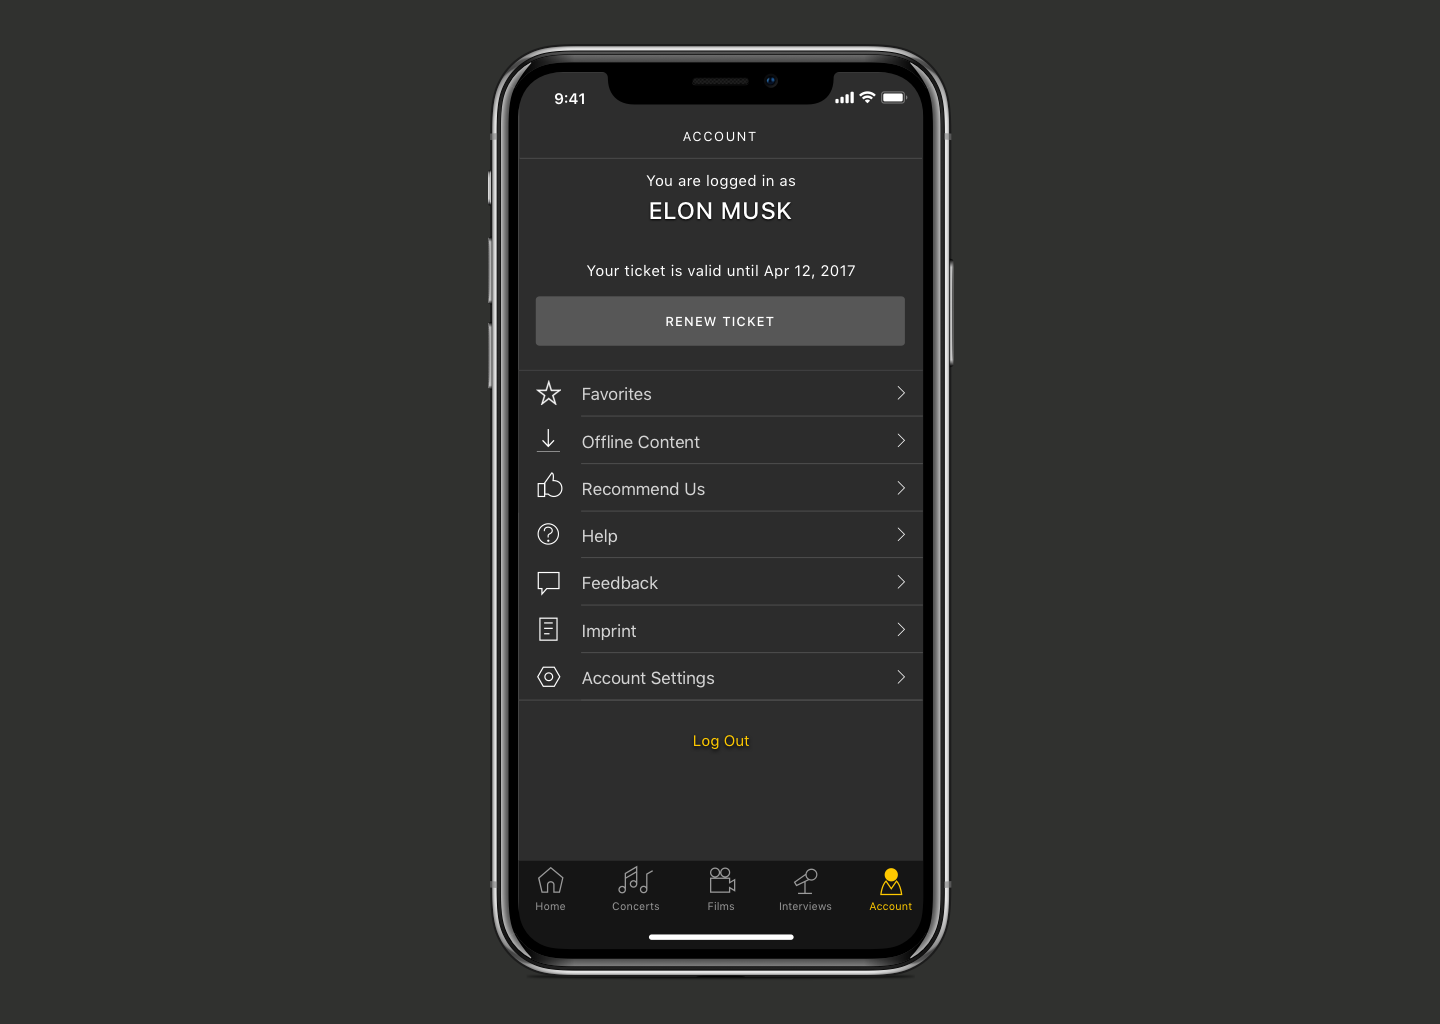 9:41
ACCOUNT
You are logged in as
ELON MUSK
Your ticket is valid until Apr 12, 2017
RENEW TICKET
Favorites
Offline Content
Recommend Us
Help
Feedback
Imprint
Account Settings
Log Out
Home Concerts Films Interviews Account